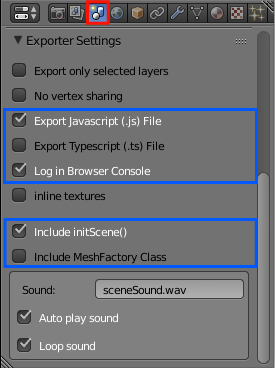 Exporter Settings
Export only selected layers
No vertex sharing
Export Javascript (.js) File
Export Typescript (.ts) File
Log in Browser Console
inline textures
Include initScene()
Include MeshFactory Class
Sound: sceneSound.wav
Auto play sound
Loop sound